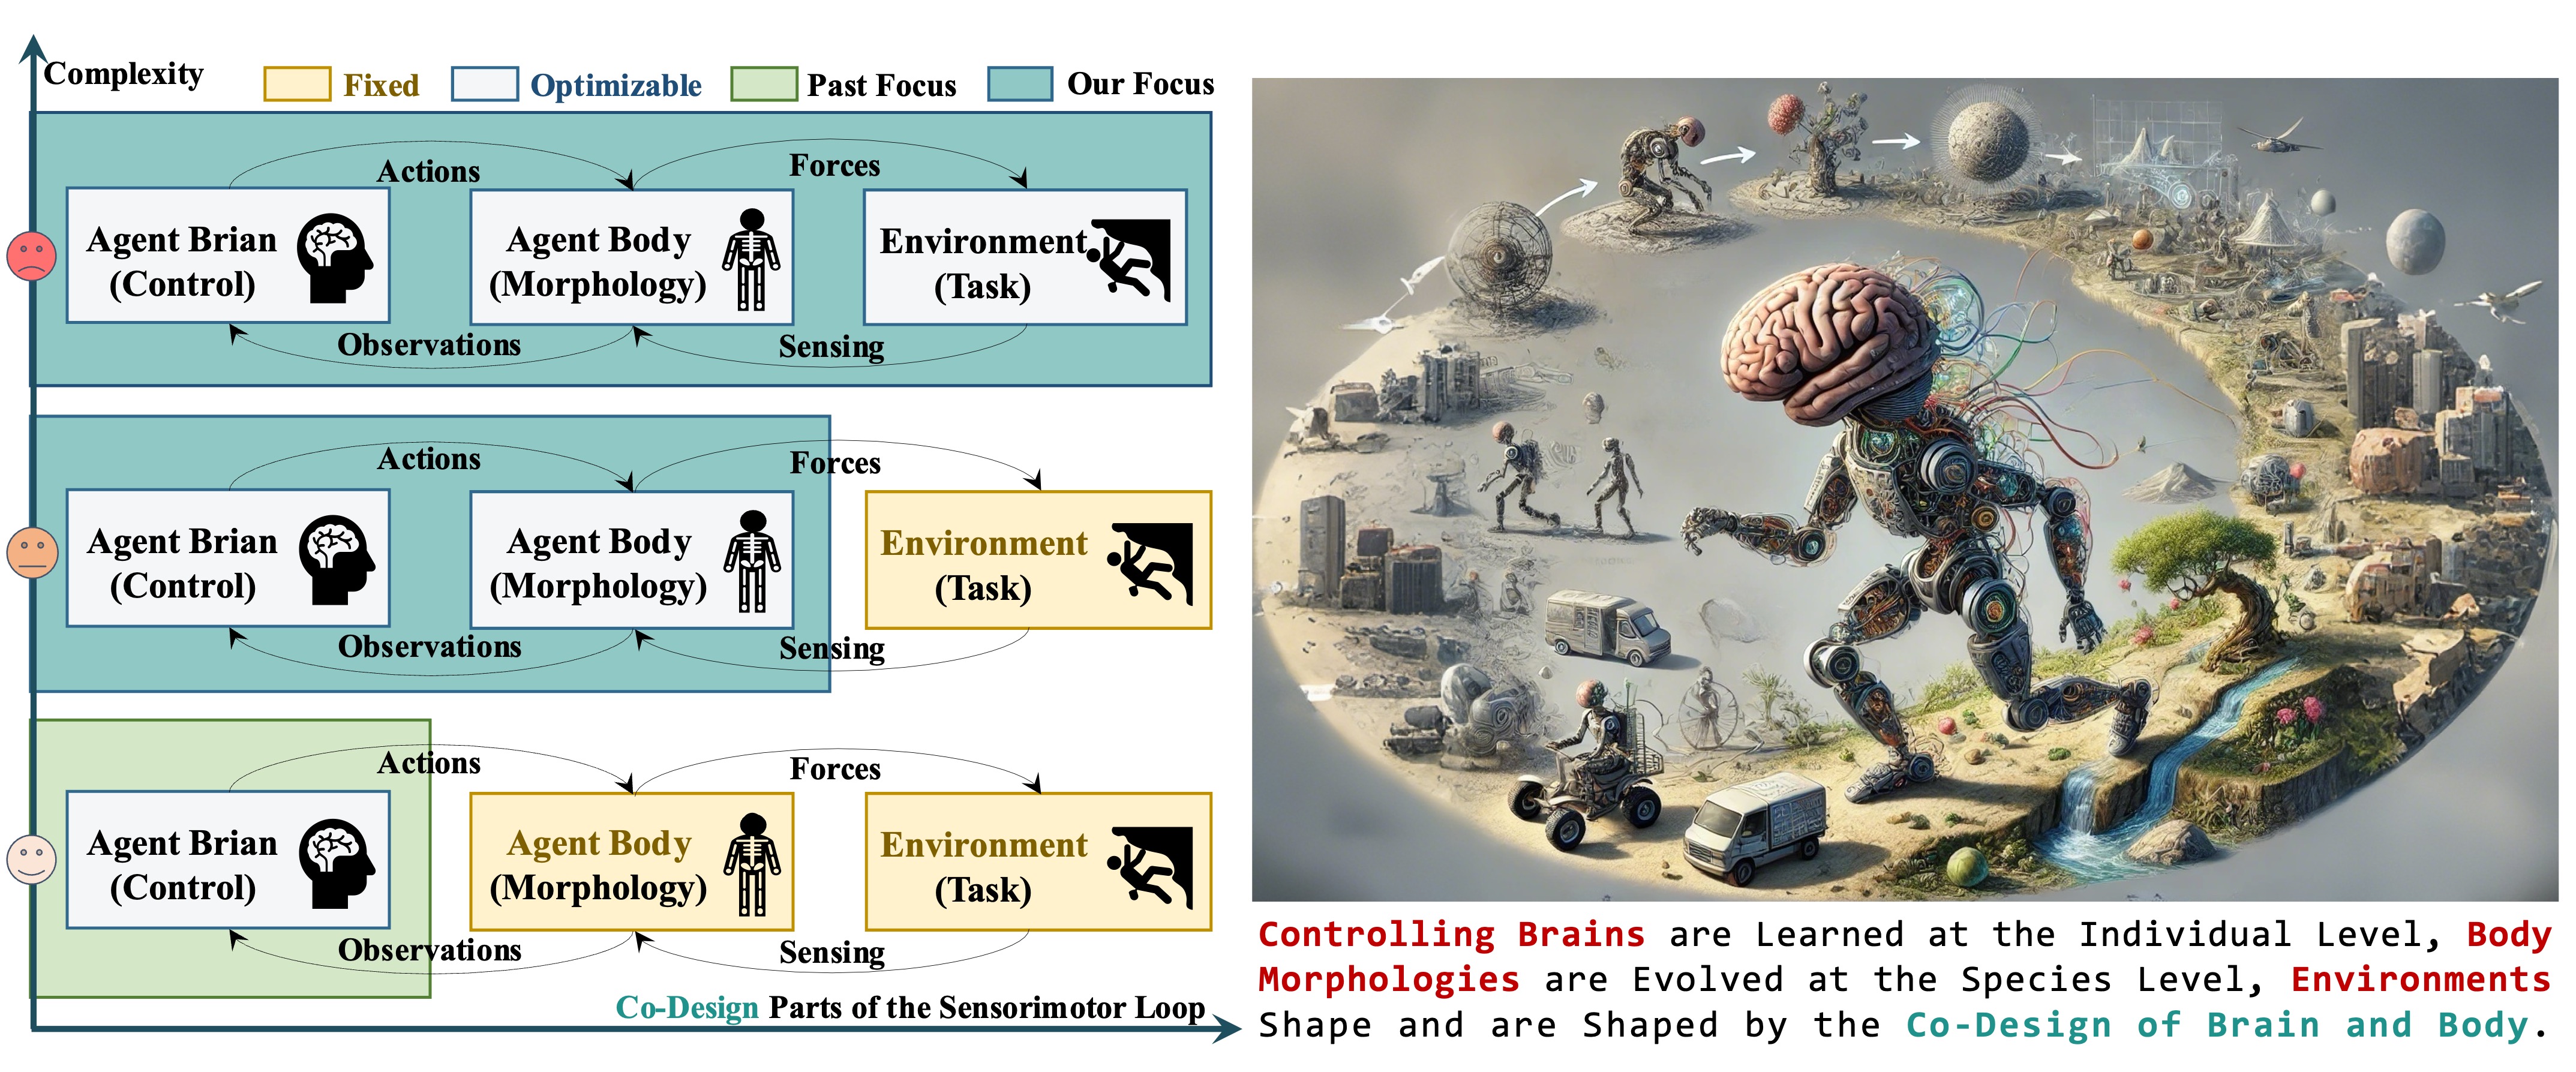 Complexity
Fixed
Optimizable
Past Focus
Our Focus
Actions
Forces
Agent Brian
(Control)
Agent Body
(Morphology)
Environment
(Task)
Observations
Sensing
Actions
Forces
Agent Brian
(Control)
Agent Body
(Morphology)
Environment
(Task)
Observations
Sensing
Actions
Forces
Agent Brian
(Control)
Agent Body
(Morphology)
Environment
(Task)
Observations
Sensing
Co-Design Parts of the Sensorimotor Loop
Controlling Brains are Learned at the Individual Level, Body
Morphologies are Evolved at the Species Level, Environments
Shape and are Shaped by the Co-Design of Brain and Body.